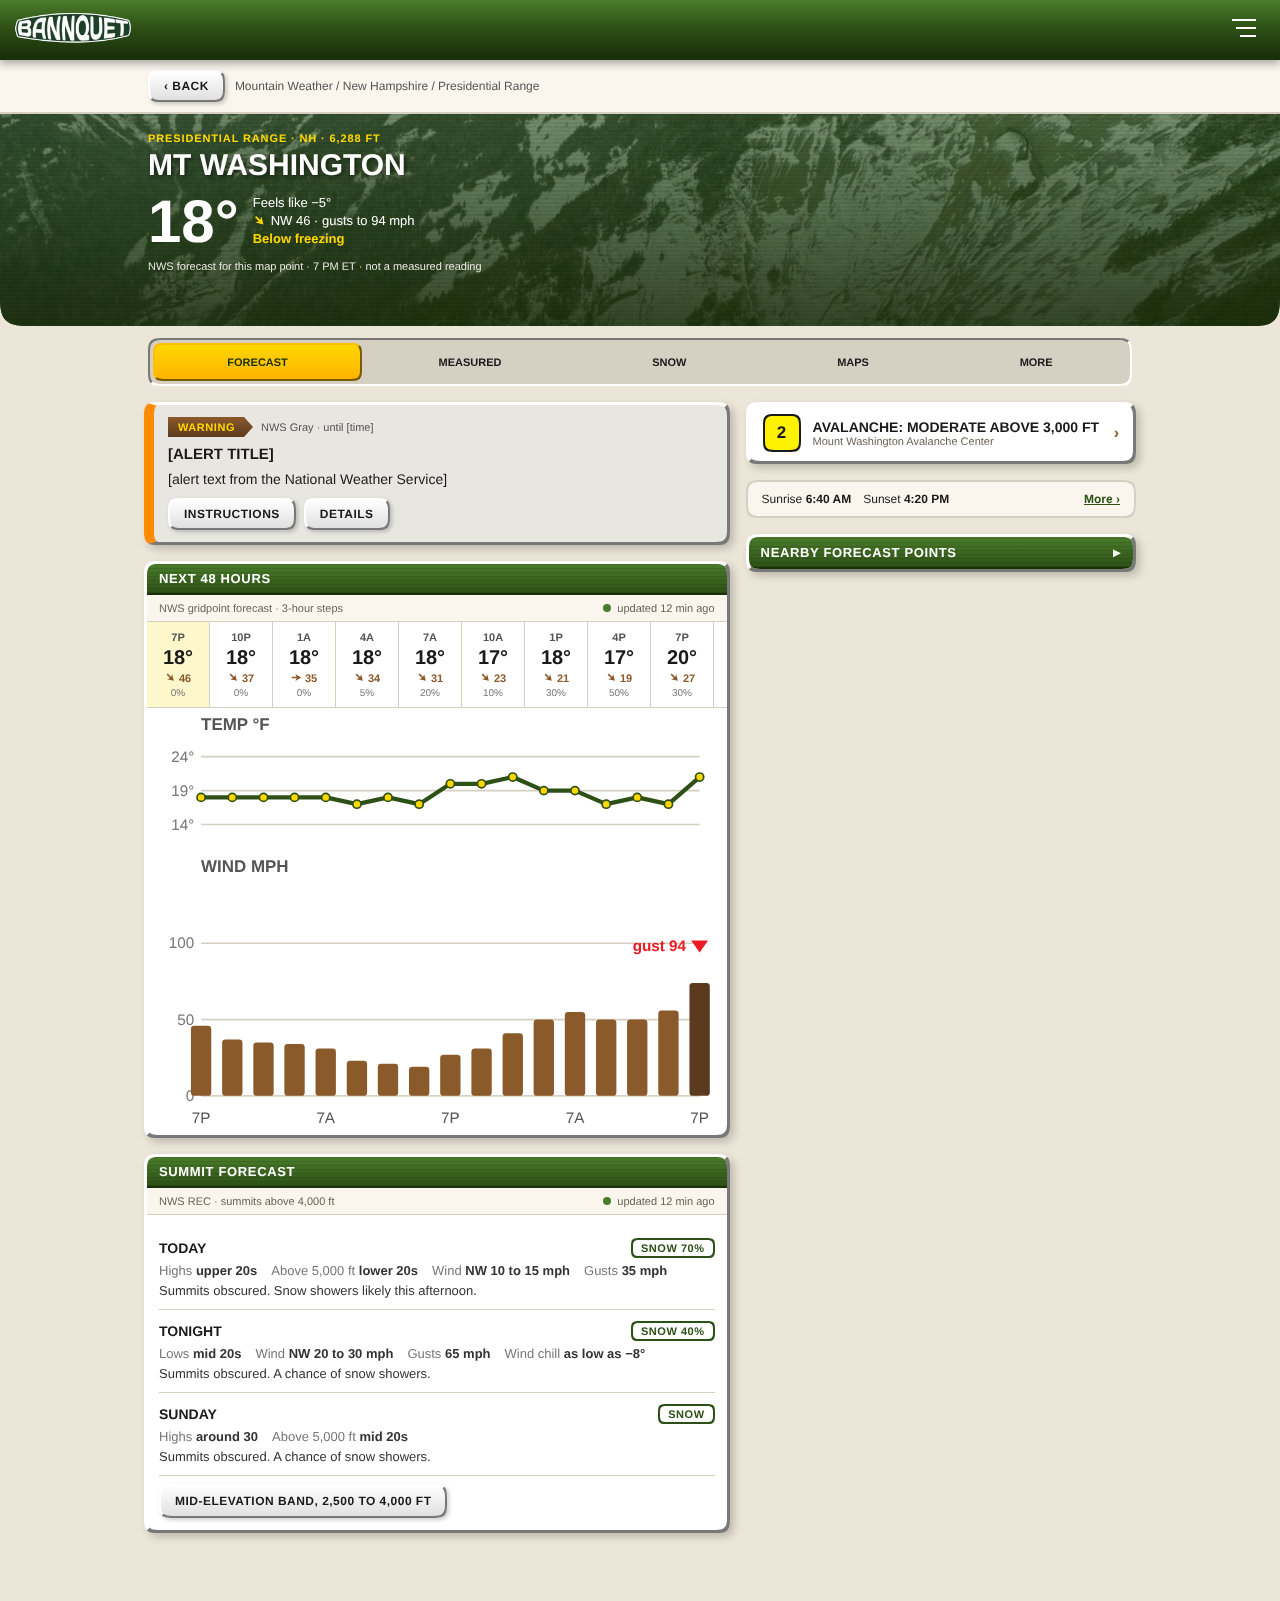 BANNQUET
‹ BACK Mountain Weather / New Hampshire / Presidential Range
PRESIDENTIAL RANGE · NH · 6,288 FT
MT WASHINGTON
18°
Feels like −5°
NW 46 · gusts to 94 mph
Below freezing
NWS forecast for this map point · 7 PM ET · not a measured reading
FORECAST MEASURED SNOW MAPS MORE
WARNING NWS Gray · until [time]
[ALERT TITLE]
[alert text from the National Weather Service]
INSTRUCTIONS DETAILS
NEXT 48 HOURS
NWS gridpoint forecast · 3-hour steps updated 12 min ago
7P 10P 1A 4A 7A 10A 1P 4P 7P
18° 18° 18° 18° 18° 17° 18° 17° 20°
46 37 35 34 31 23 21 19 27
0% 0% 0% 5% 20% 10% 30% 50% 30%
TEMP °F
24°
19°
14°
WIND MPH
100
gust 94
50
0
7P 7A 7P 7A 7P
SUMMIT FORECAST
NWS REC · summits above 4,000 ft updated 12 min ago
TODAY SNOW 70%
Highs upper 20s Above 5,000 ft lower 20s Wind NW 10 to 15 mph Gusts 35 mph
Summits obscured. Snow showers likely this afternoon.
TONIGHT SNOW 40%
Lows mid 20s Wind NW 20 to 30 mph Gusts 65 mph Wind chill as low as −8°
Summits obscured. A chance of snow showers.
SUNDAY SNOW
Highs around 30 Above 5,000 ft mid 20s
Summits obscured. A chance of snow showers.
MID-ELEVATION BAND, 2,500 TO 4,000 FT
2
AVALANCHE: MODERATE ABOVE 3,000 FT ›
Mount Washington Avalanche Center
Sunrise 6:40 AM Sunset 4:20 PM More ›
NEARBY FORECAST POINTS